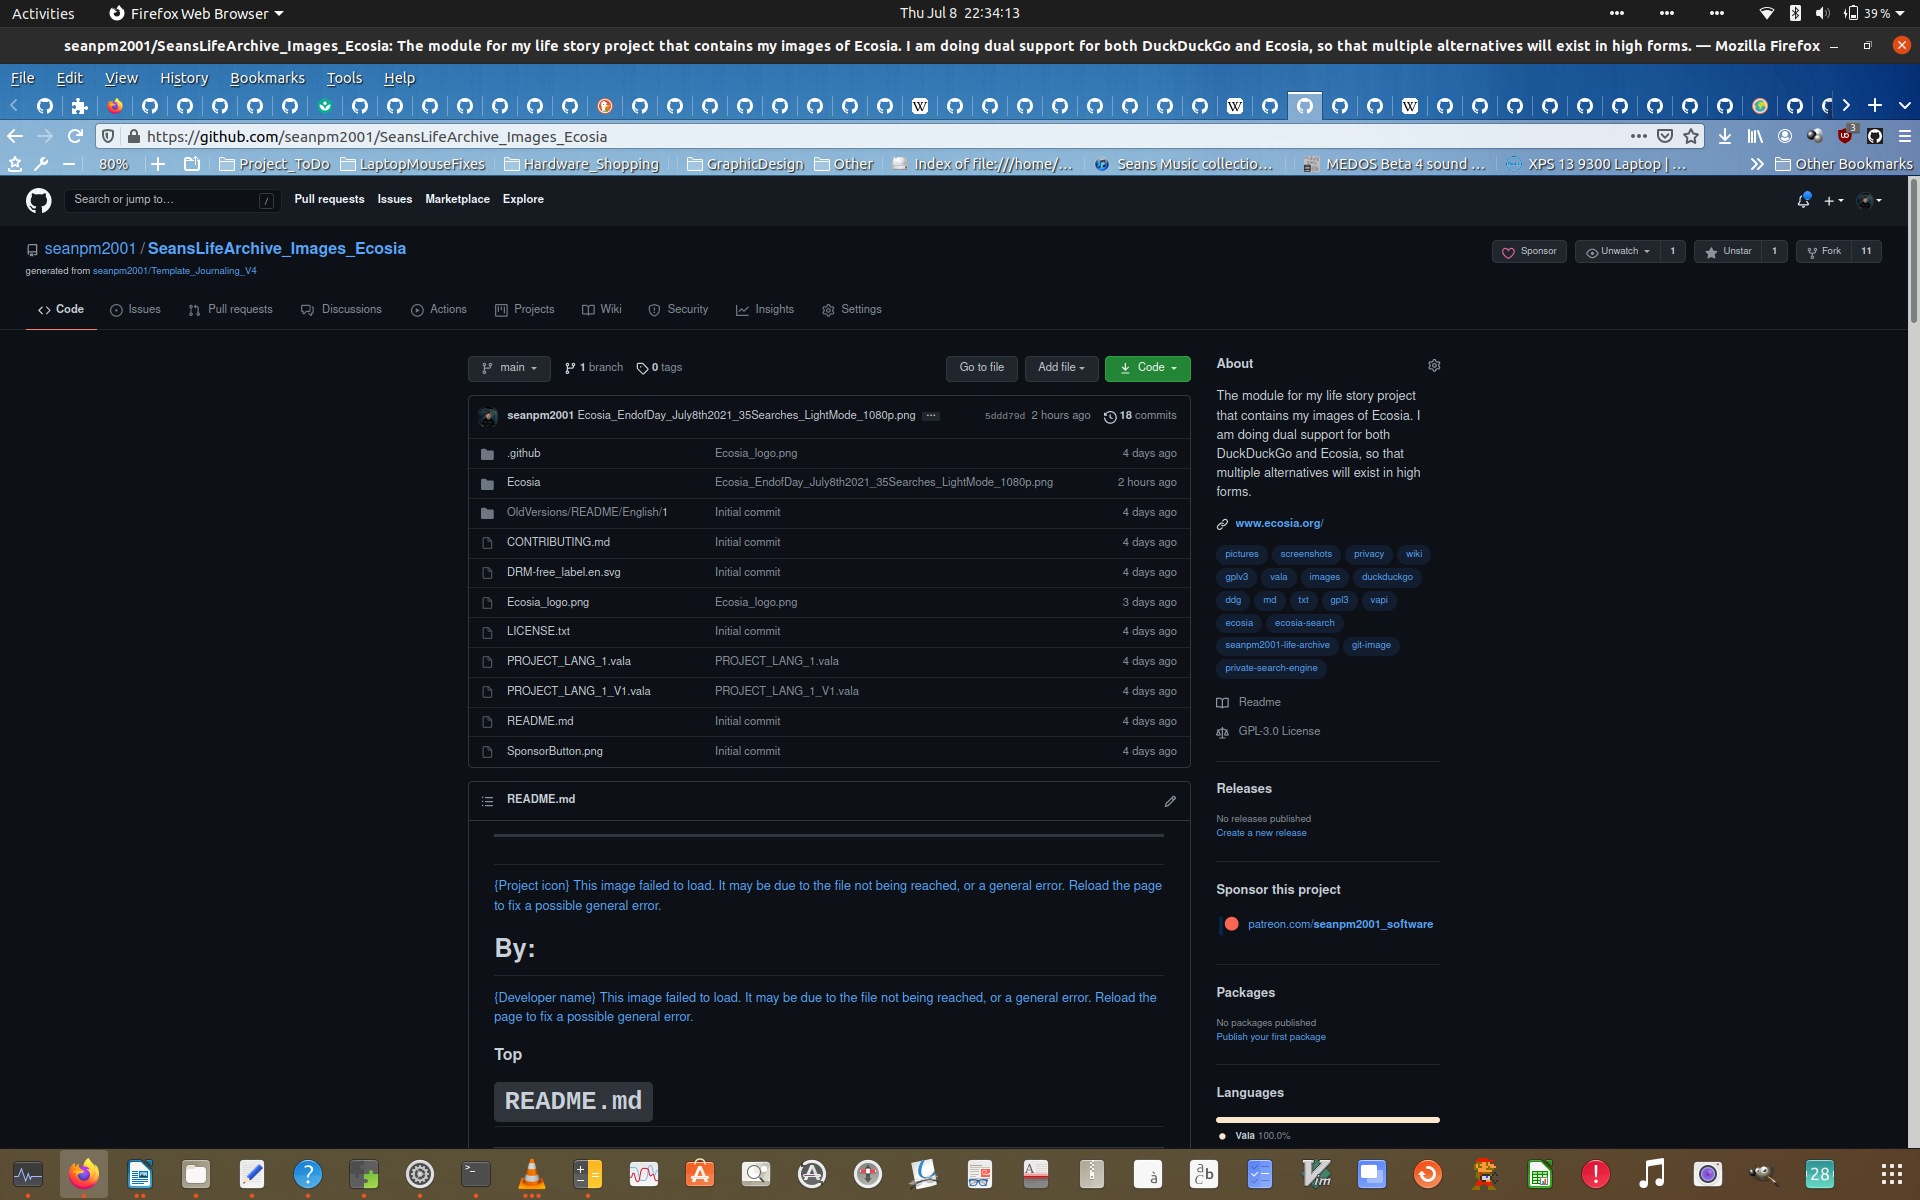 Activities
Firefox Web Browser
Thu Jul 8 22:34:13
39 %
seanpm2001/SeansLifeArchive_Images_Ecosia: The module for my life story project that contains my images of Ecosia. I am doing dual support for both DuckDuckGo and Ecosia, so that multiple alternatives will exist in high forms. — Mozilla Firefox
File Edit View History Bookmarks Tools Help
https://github.com/seanpm2001/SeansLifeArchive_Images_Ecosia
3
80%
Project_ToDo
LaptopMouseFixes
Hardware_Shopping
GraphicDesign
Other
Index of file:///home/...
Seans Music collectio...
MEDOS Beta 4 sound ...
XPS 13 9300 Laptop | ...
Other Bookmarks
Search or jump to...
/
Pull requests Issues Marketplace Explore
seanpm2001 / SeansLifeArchive_Images_Ecosia
Sponsor
Unwatch 1
Unstar 1
Fork 11
generated from seanpm2001/Template_Journaling_V4
Code Issues Pull requests Discussions Actions Projects Wiki Security Insights Settings
main
1 branch
0 tags
Go to file
Add file
Code
seanpm2001 Ecosia_EndofDay_July8th2021_35Searches_LightMode_1080p.png ... 5ddd79d 2 hours ago 18 commits
.github Ecosia_logo.png 4 days ago
Ecosia Ecosia_EndofDay_July8th2021_35Searches_LightMode_1080p.png 2 hours ago
OldVersions/README/English/1 Initial commit 4 days ago
CONTRIBUTING.md Initial commit 4 days ago
DRM-free_label.en.svg Initial commit 4 days ago
Ecosia_logo.png Ecosia_logo.png 3 days ago
LICENSE.txt Initial commit 4 days ago
PROJECT_LANG_1.vala PROJECT_LANG_1.vala 4 days ago
PROJECT_LANG_1_V1.vala PROJECT_LANG_1_V1.vala 4 days ago
README.md Initial commit 4 days ago
SponsorButton.png Initial commit 4 days ago
README.md
{Project icon} This image failed to load. It may be due to the file not being reached, or a general error. Reload the page
to fix a possible general error.
By:
{Developer name} This image failed to load. It may be due to the file not being reached, or a general error. Reload the
page to fix a possible general error.
Top
README.md
About
The module for my life story project
that contains my images of Ecosia. I
am doing dual support for both
DuckDuckGo and Ecosia, so that
multiple alternatives will exist in high
forms.
www.ecosia.org/
pictures screenshots privacy wiki
gplv3 vala images duckduckgo
ddg md txt gpl3 vapi
ecosia ecosia-search
seanpm2001-life-archive git-image
private-search-engine
Readme
GPL-3.0 License
Releases
No releases published
Create a new release
Sponsor this project
patreon.com/seanpm2001_software
Packages
No packages published
Publish your first package
Languages
Vala 100.0%
28